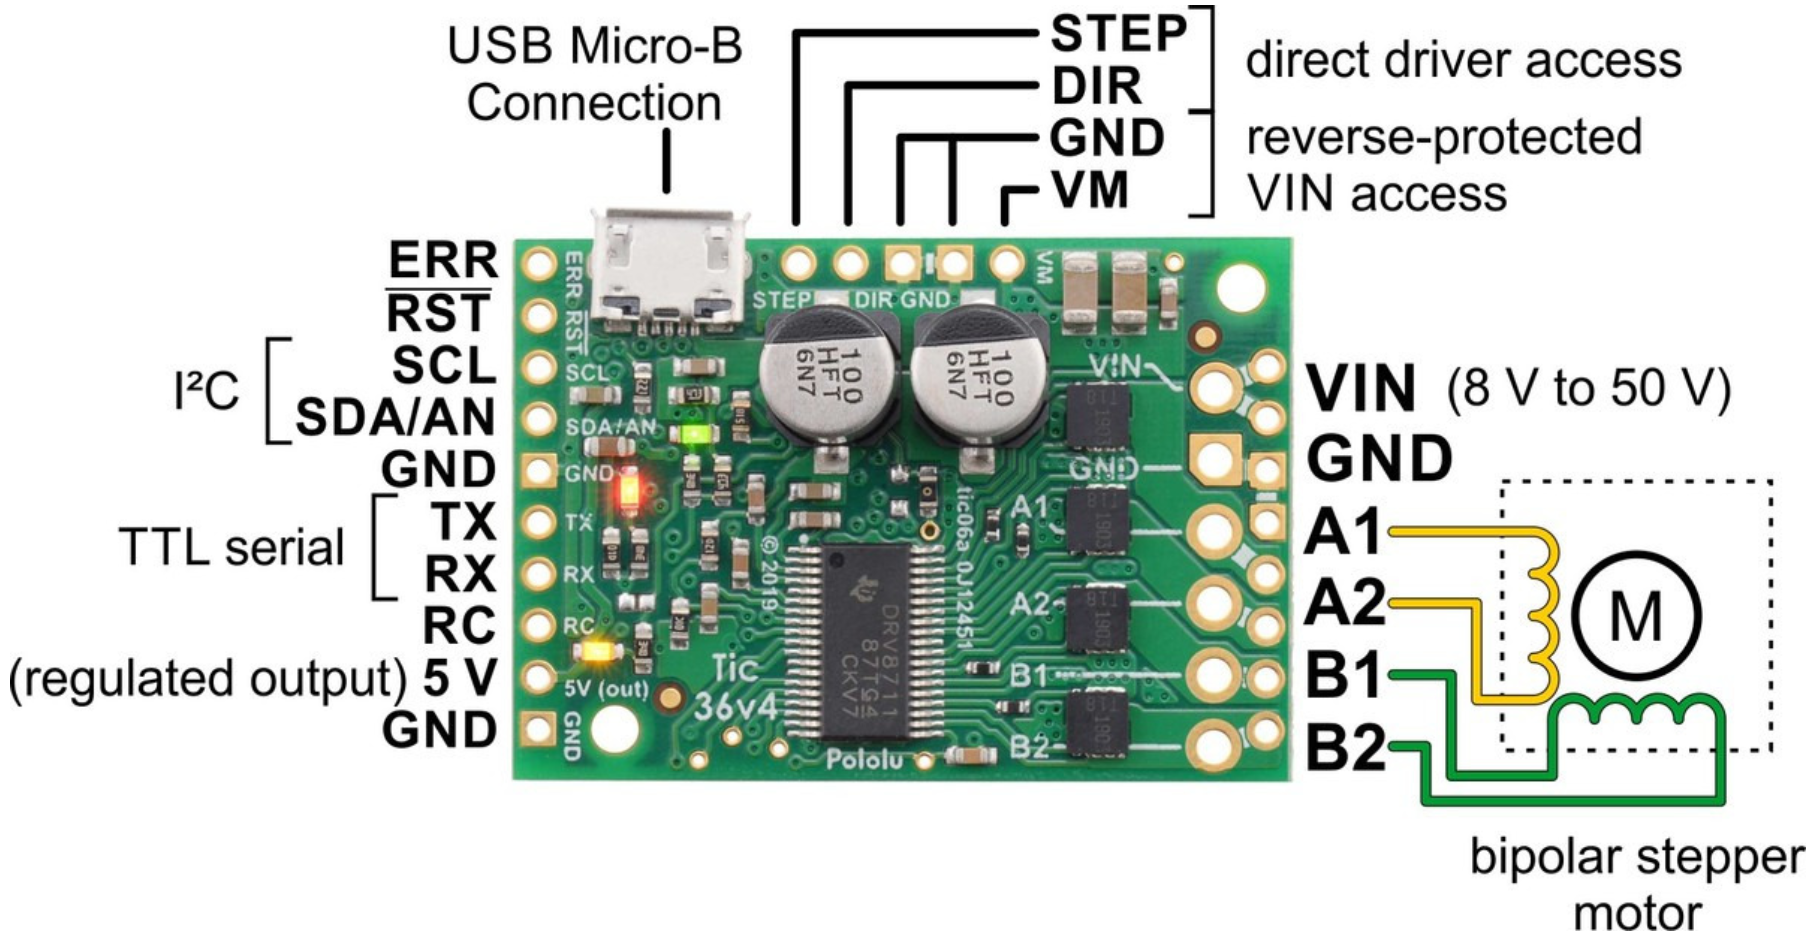 USB Micro-B
Connection
STEP
DIR
GND
VM
direct driver access
reverse-protected
VIN access
ERR
RST
SCL
SDA/AN
GND
TX
RX
RC
(regulated output) 5 V
GND
I²C
TTL serial
VIN (8 V to 50 V)
GND
A1
A2
B1
B2
M
bipolar stepper
motor
ERR
RST
SCL
SDA/AN
GND
TX
RX
RC
5V (out)
GND
STEP
DIR GND
VM
100
HFT
6N7
100
HFT
6N7
VIN
GND
A1
A2
B1
B2
© 2019
tic06a 0J12451
DRV8711
87TG4
CKV7
Tic
36v4
Pololu